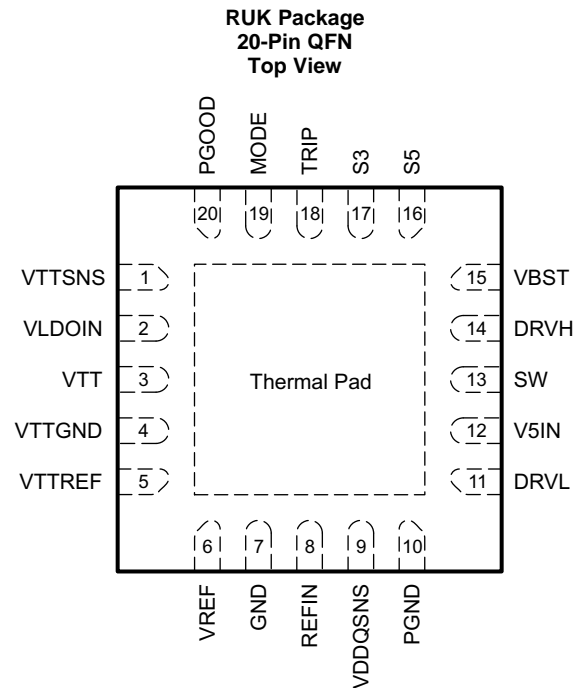 RUK Package
20-Pin QFN
Top View
PGOOD
MODE
TRIP
S3
S5
20
19
18
17
16
VTTSNS
1
15
VBST
VLDOIN
2
14
DRVH
VTT
3
Thermal Pad
13
SW
VTTGND
4
12
V5IN
VTTREF
5
11
DRVL
6
7
8
9
10
VREF
GND
REFIN
VDDQSNS
PGND